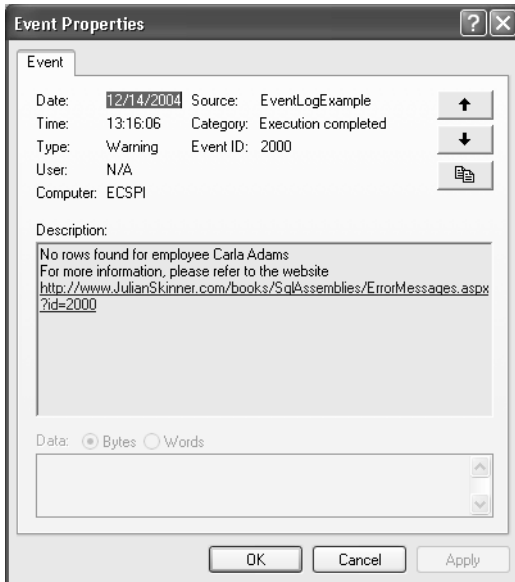 Event Properties
Event
Date: 12/14/2004 Source: EventLogExample
Time: 13:16:06 Category: Execution completed
Type: Warning Event ID: 2000
User: N/A
Computer: ECSPI
Description:
No rows found for employee Carla Adams
For more information, please refer to the website
http://www.JulianSkinner.com/books/SqlAssemblies/ErrorMessages.aspx
?id=2000
Data: Bytes Words
OK Cancel Apply